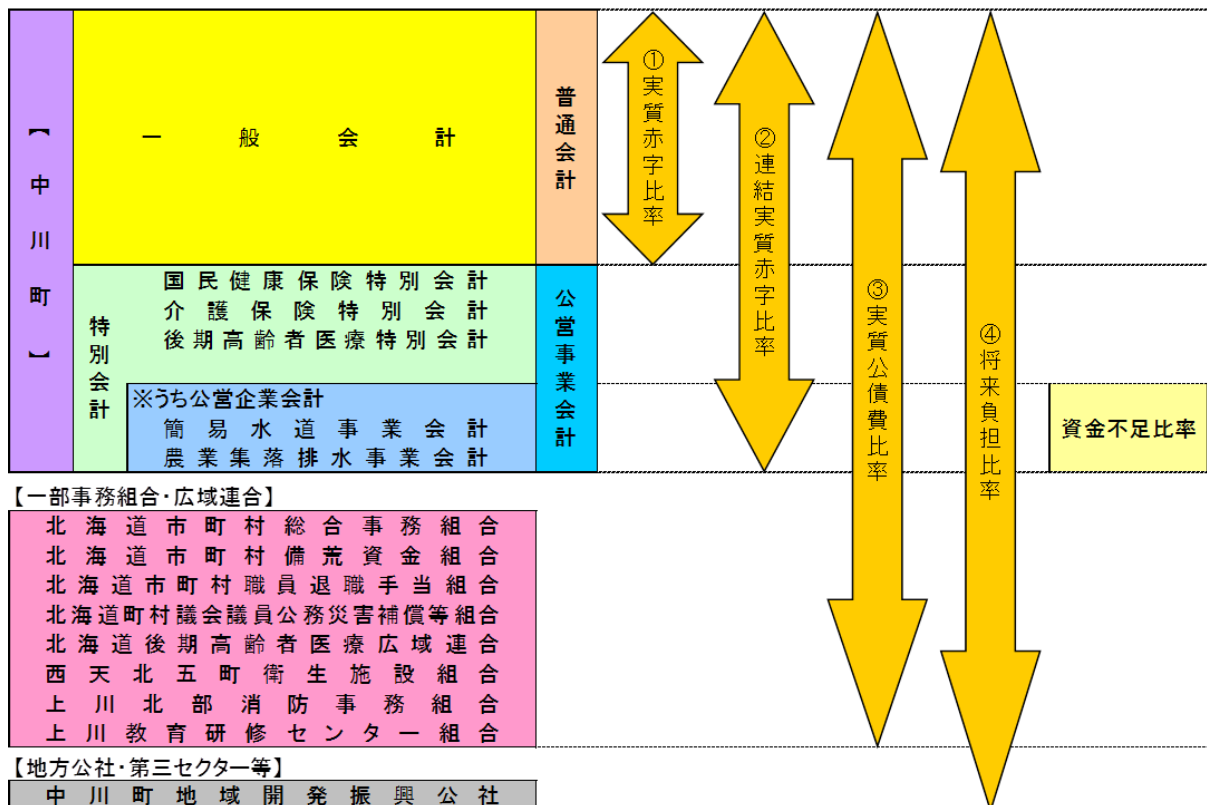 【中川町】
一般会計
普通会計
①実質赤字比率
②連結実質赤字比率
③実質公債費比率
④将来負担比率
特別会計
国民健康保険特別会計
介護保険特別会計
後期高齢者医療特別会計
※うち公営企業会計
簡易水道事業会計
農業集落排水事業会計
公営事業会計
資金不足比率
【一部事務組合・広域連合】
北海道市町村総合事務組合
北海道市町村備荒資金組合
北海道市町村職員退職手当組合
北海道町村議会議員公務災害補償等組合
北海道後期高齢者医療広域連合
西天北五町衛生施設組合
上川北部消防事務組合
上川教育研修センター組合
【地方公社・第三セクター等】
中川町地域開発振興公社